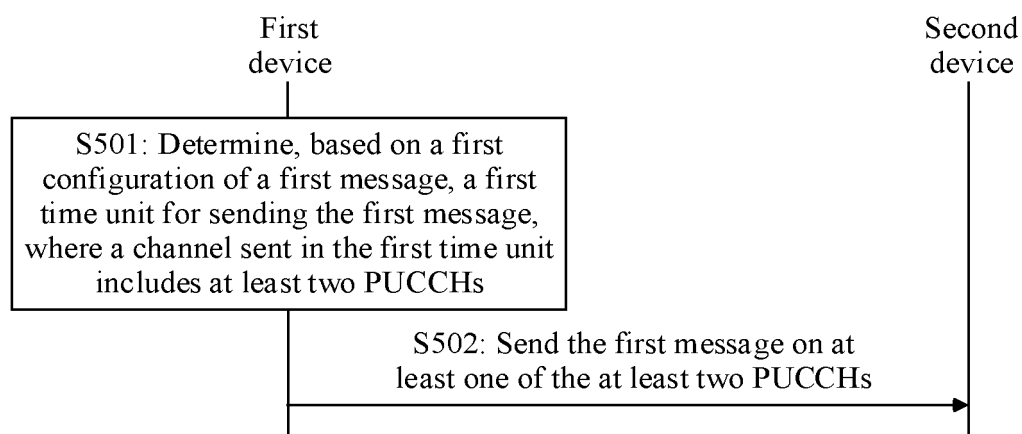 First
device
Second
device
S501: Determine, based on a first
configuration of a first message, a first
time unit for sending the first message,
where a channel sent in the first time unit
includes at least two PUCCHs
S502: Send the first message on at
least one of the at least two PUCCHs